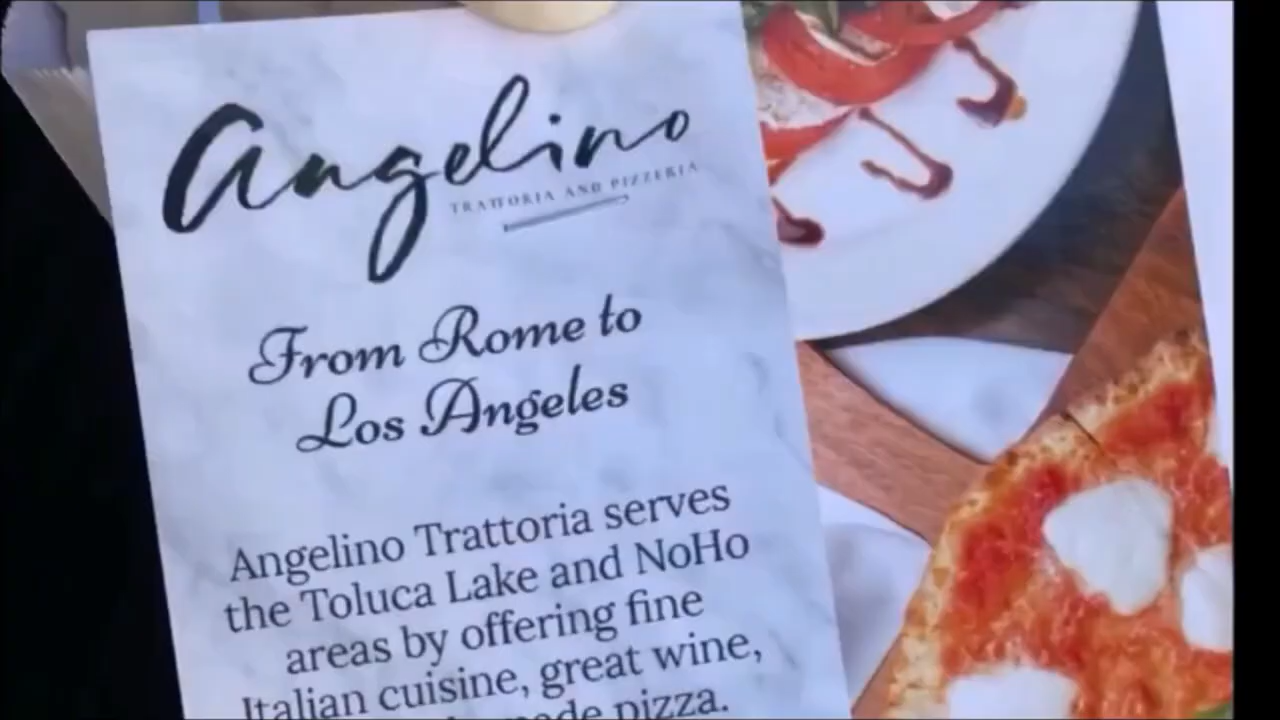 Angelino
TRATTORIA AND PIZZERIA
From Rome to
Los Angeles
Angelino Trattoria serves
the Toluca Lake and NoHo
areas by offering fine
Italian cuisine, great wine,
pizza.